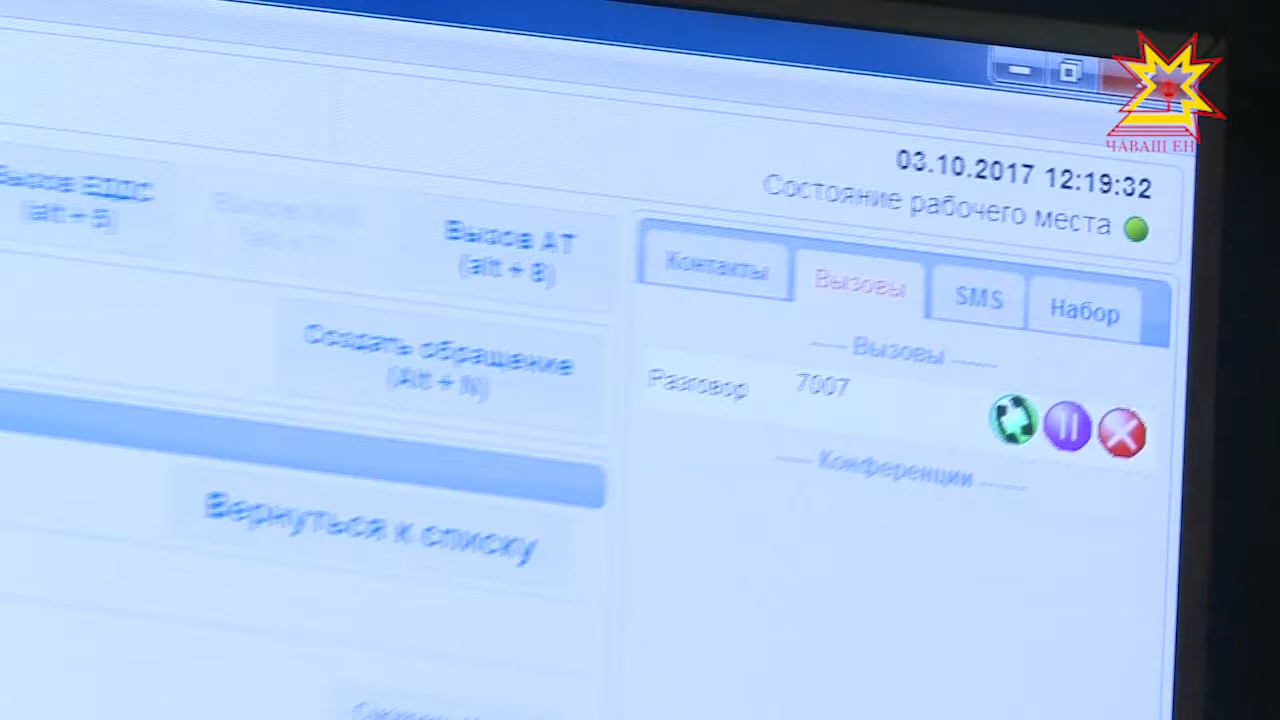 ЧӐВАШ ЕН
03.10.2017 12:19:32
Состояние рабочего места
Вызов ЕДДС
(alt + 5)
Вызов АТ
(alt + 8)
Контакты
Вызовы
SMS
Набор
Создать обращение
(Alt + N)
Вызовы
Разговор 7007
Конференции
Вернуться к списку